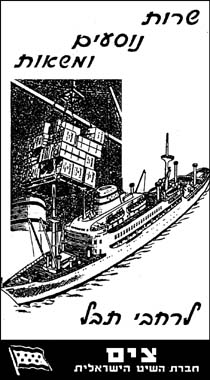 שרות
נוסעים
ומשאות
לרחבי תבל
צים
חברת השיט הישראלית